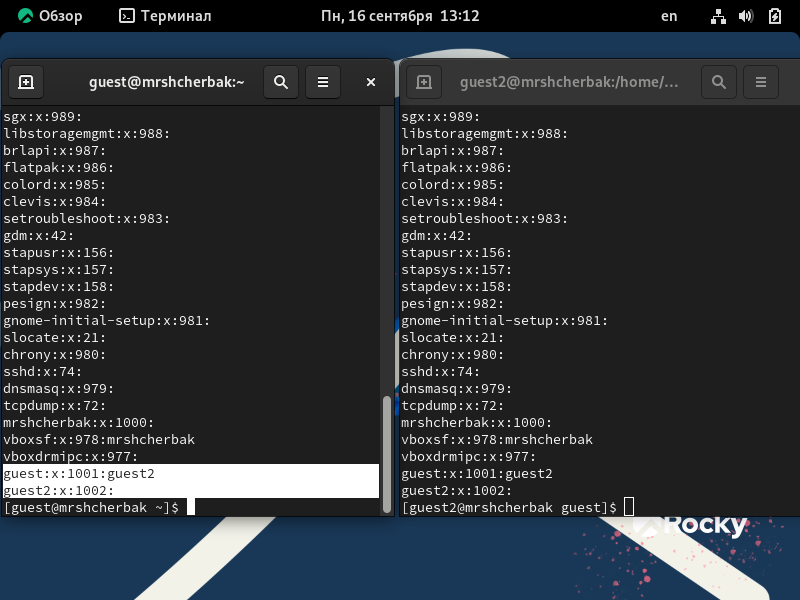 Обзор
Терминал
Пн, 16 сентября 13:12
en
guest@mrshcherbak:~
sgx:x:989:
libstoragemgmt:x:988:
brlapi:x:987:
flatpak:x:986:
colord:x:985:
clevis:x:984:
setroubleshoot:x:983:
gdm:x:42:
stapusr:x:156:
stapsys:x:157:
stapdev:x:158:
pesign:x:982:
gnome-initial-setup:x:981:
slocate:x:21:
chrony:x:980:
sshd:x:74:
dnsmasq:x:979:
tcpdump:x:72:
mrshcherbak:x:1000:
vboxsf:x:978:mrshcherbak
vboxdrmipc:x:977:
guest:x:1001:guest2
guest2:x:1002:
[guest@mrshcherbak ~]$
guest2@mrshcherbak:/home/...
sgx:x:989:
libstoragemgmt:x:988:
brlapi:x:987:
flatpak:x:986:
colord:x:985:
clevis:x:984:
setroubleshoot:x:983:
gdm:x:42:
stapusr:x:156:
stapsys:x:157:
stapdev:x:158:
pesign:x:982:
gnome-initial-setup:x:981:
slocate:x:21:
chrony:x:980:
sshd:x:74:
dnsmasq:x:979:
tcpdump:x:72:
mrshcherbak:x:1000:
vboxsf:x:978:mrshcherbak
vboxdrmipc:x:977:
guest:x:1001:guest2
guest2:x:1002:
[guest2@mrshcherbak guest]$
Rocky